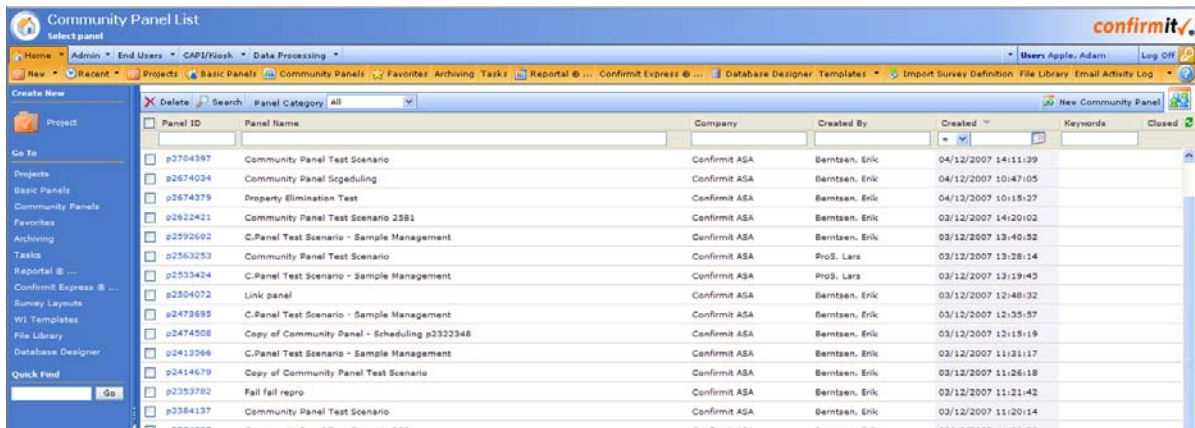 Community Panel List
Select panel
confirmit
Home Admin End Users CAPI/Kiosk Data Processing User: Apple, Adam Log Off
New Recent Projects Basic Panels Community Panels Favorites Archiving Tasks Reportal ® ... Confirmit Express ® ... Database Designer Templates Import Survey Definition File Library Email Activity Log
Create New
Project
Go To
Projects
Basic Panels
Community Panels
Favorites
Archiving
Tasks
Reportal ® ...
Confirmit Express ® ...
Survey Layouts
WI Templates
File Library
Database Designer
Quick Find
Go
Delete Search Panel Category All New Community Panel
Panel ID Panel Name Company Created By Created Keywords Closed
=
p2704397 Community Panel Test Scenario Confirmit ASA Berntsen, Erik 04/12/2007 14:11:39
p2674034 Community Panel Scgeduling Confirmit ASA Berntsen, Erik 04/12/2007 10:47:05
p2674379 Property Elimination Test Confirmit ASA Berntsen, Erik 04/12/2007 10:15:27
p2622421 Community Panel Test Scenario 2581 Confirmit ASA Berntsen, Erik 03/12/2007 14:20:02
p2592602 C.Panel Test Scenario - Sample Management Confirmit ASA Berntsen, Erik 03/12/2007 13:40:52
p2563253 Community Panel Test Scenario Confirmit ASA ProS, Lars 03/12/2007 13:28:14
p2533424 C.Panel Test Scenario - Sample Management Confirmit ASA ProS, Lars 03/12/2007 13:19:45
p2504072 Link panel Confirmit ASA Berntsen, Erik 03/12/2007 12:48:32
p2473695 C.Panel Test Scenario - Sample Management Confirmit ASA Berntsen, Erik 03/12/2007 12:35:57
p2474508 Copy of Community Panel - Scheduling p2322348 Confirmit ASA Berntsen, Erik 03/12/2007 12:15:19
p2413566 C.Panel Test Scenario - Sample Management Confirmit ASA Berntsen, Erik 03/12/2007 11:31:17
p2414679 Copy of Community Panel Test Scenario Confirmit ASA Berntsen, Erik 03/12/2007 11:26:18
p2353782 Fail fail repro Confirmit ASA Berntsen, Erik 03/12/2007 11:21:42
p2384137 Community Panel Test Scenario Confirmit ASA Berntsen, Erik 03/12/2007 11:20:14